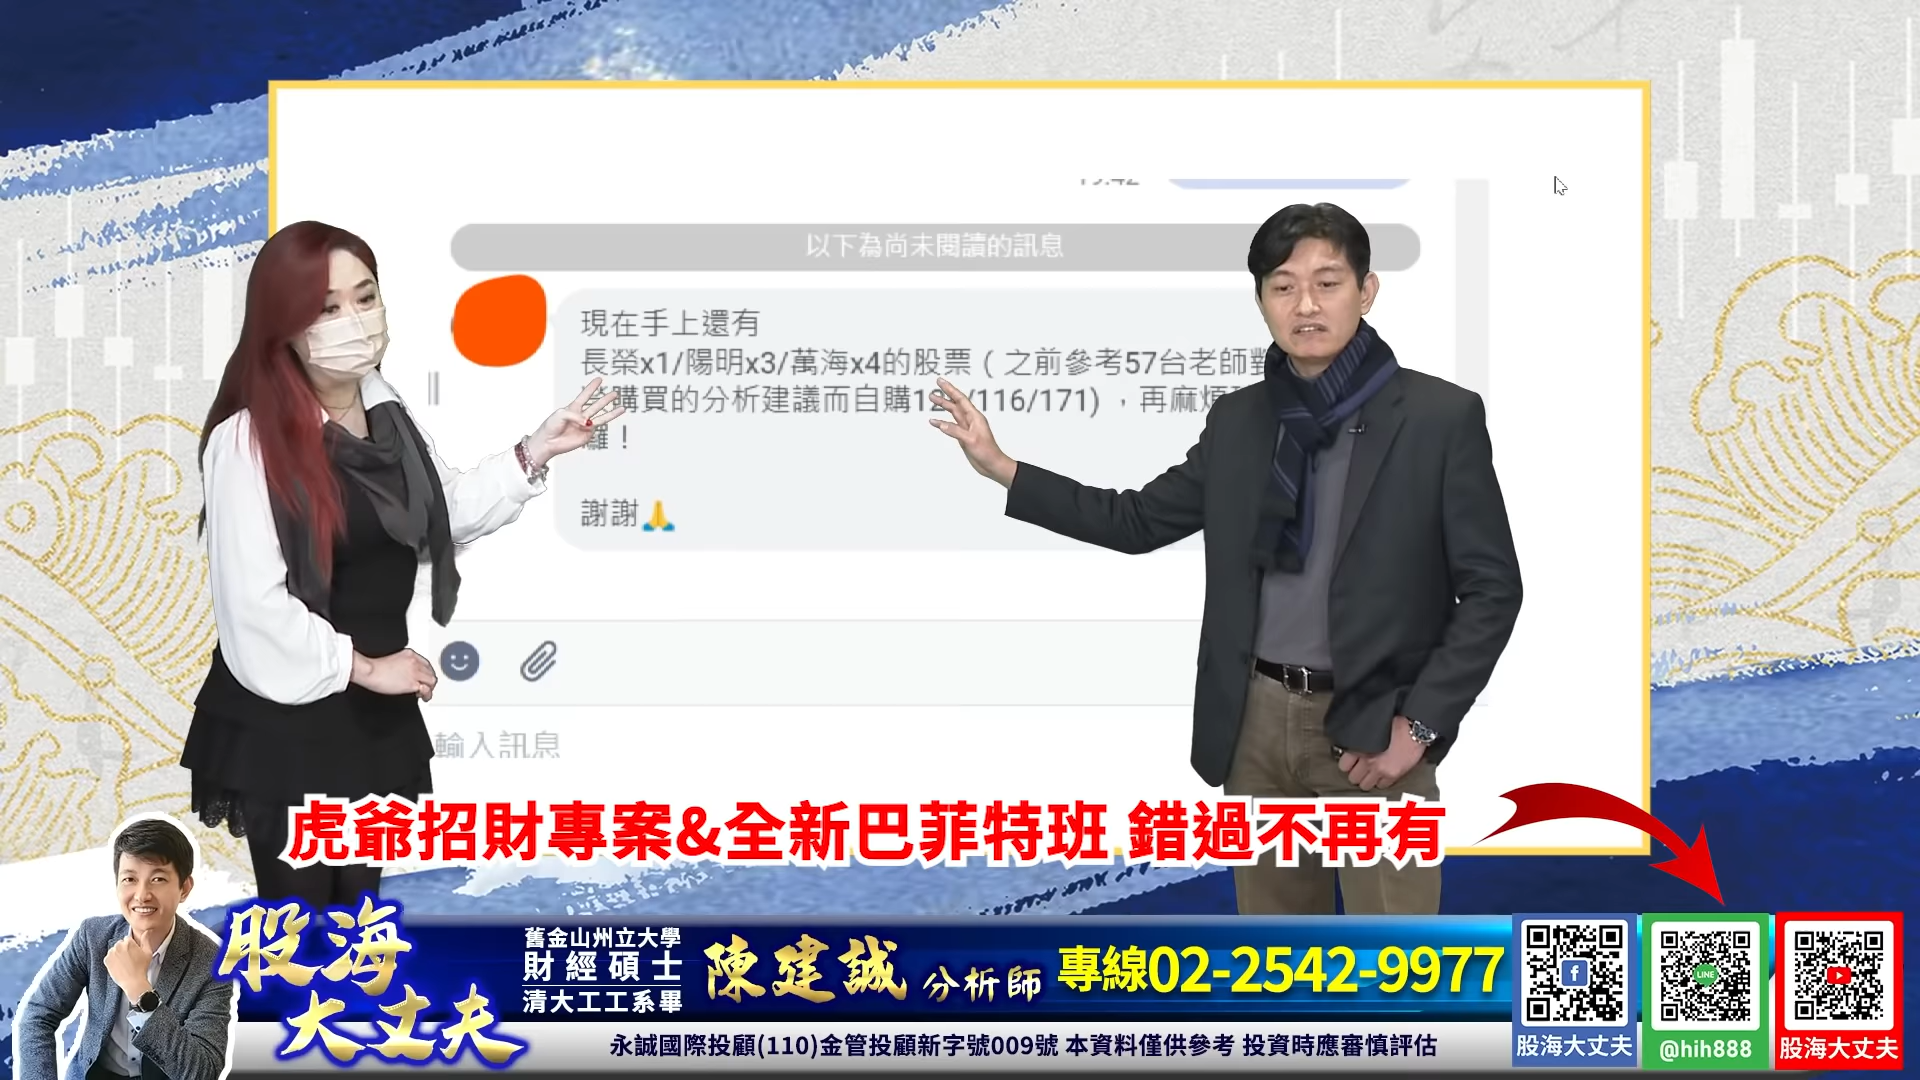 以下為尚未閱讀的訊息
現在手上還有
長榮x1/陽明x3/萬海x4的股票(之前參考57台老師
購買的分析建議而自購12/116/171),再麻煩
囉!
謝謝🙏
輸入訊息
虎爺招財專案&全新巴菲特班 錯過不再有
股海
大丈夫
舊金山州立大學
財經碩士
清大工工系畢
陳建誠 分析師
專線02-2542-9977
永誠國際投顧(110)金管投顧新字號009號 本資料僅供參考 投資時應審慎評估
股海大丈夫
LINE
@hih888
股海大丈夫